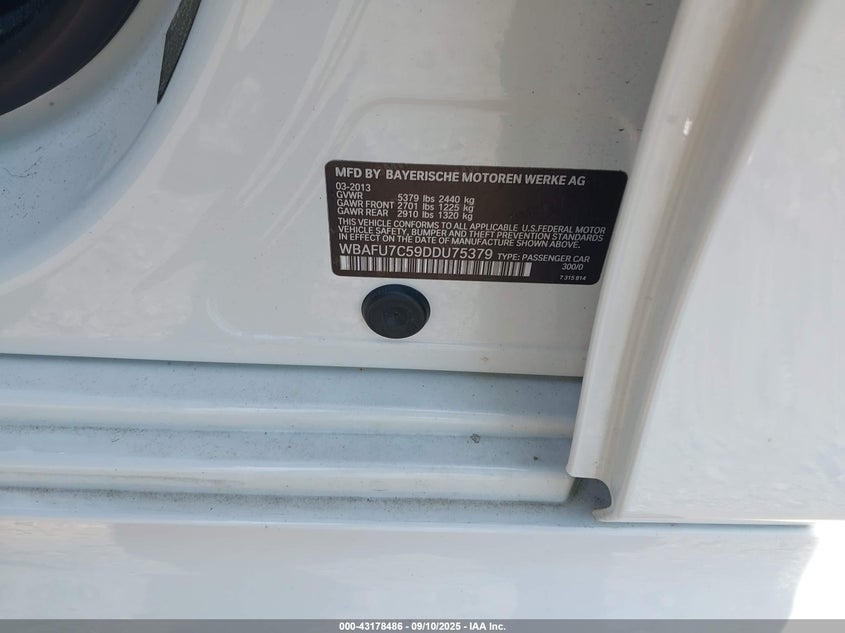 MFD BY BAYERISCHE MOTOREN WERKE AG
03-2013
GVWR 5379 lbs 2440 kg
GAWR FRONT 2701 lbs 1225 kg
GAWR REAR 2910 lbs 1320 kg
THIS VEHICLE CONFORMS TO ALL APPLICABLE U.S.FEDERAL MOTOR
VEHICLE SAFETY, BUMPER AND THEFT PREVENTION STANDARDS
IN EFFECT ON THE DATE OF MANUFACTURE SHOWN ABOVE.
WBAFU7C59DDU75379 TYPE: PASSENGER CAR
300/0
7 315 814
000-43178486 - 09/10/2025 - IAA Inc.